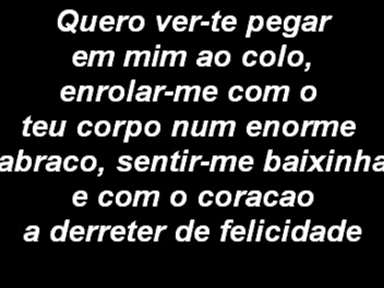 Quero ver-te pegar
em mim ao colo,
enrolar-me com o
teu corpo num enorme
abraco, sentir-me baixinha
e com o coracao
a derreter de felicidade